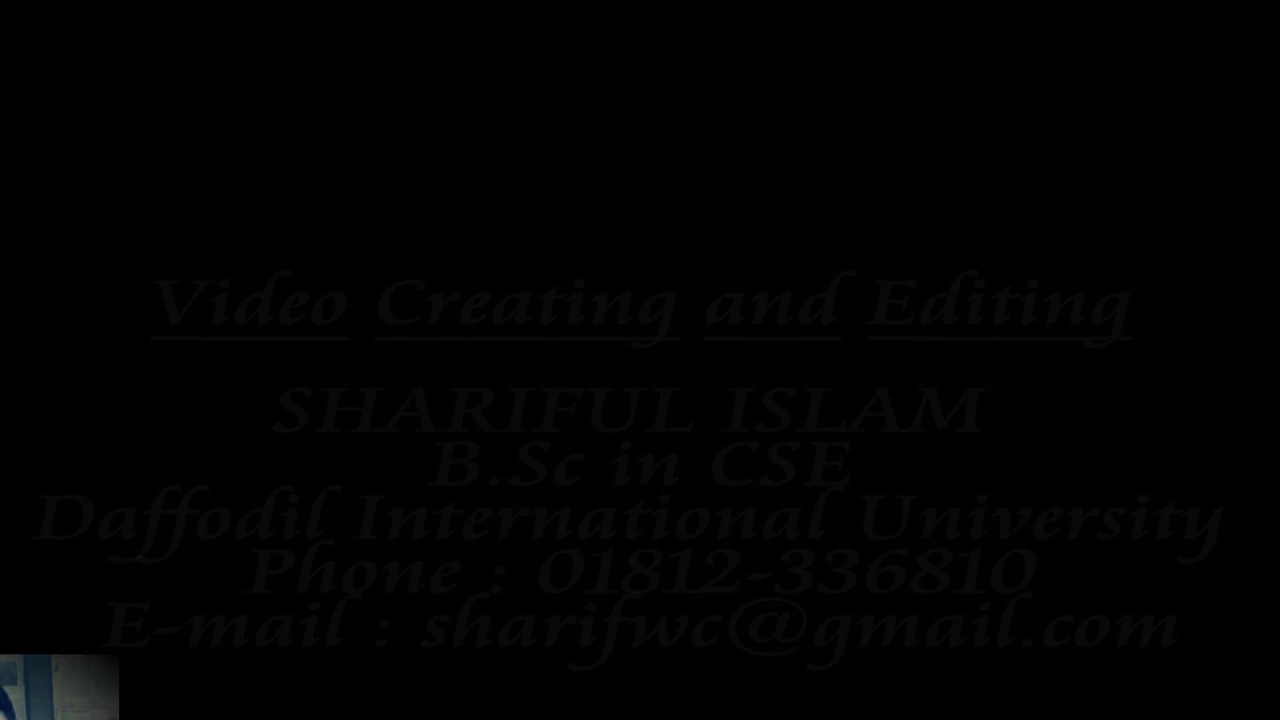 Video Creating and Editing
SHARIFUL ISLAM
B.Sc in CSE
Daffodil International University
Phone : 01812-336810
E-mail : sharifwc@gmail.com